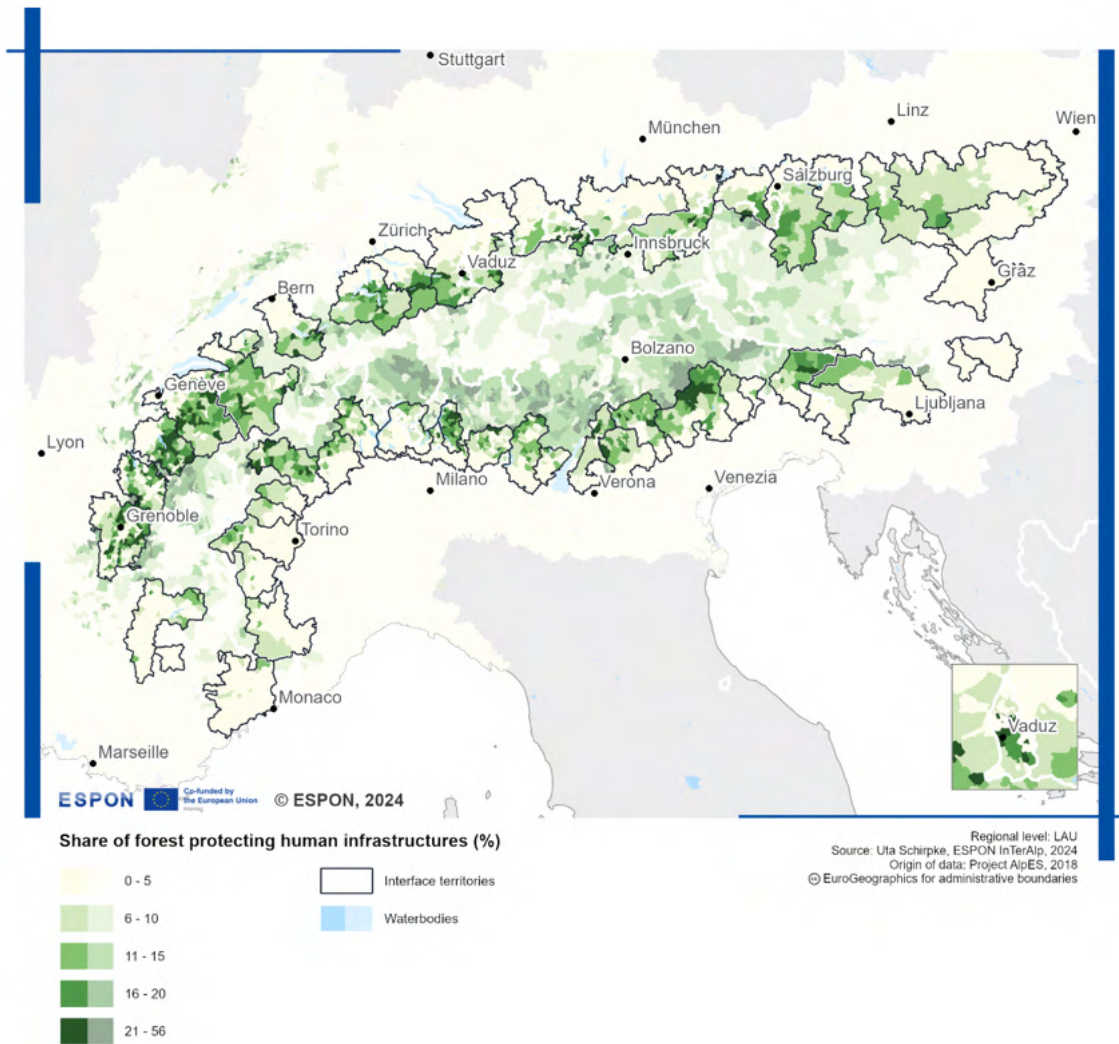 Stuttgart
Linz
Wien
München
Salzburg
Zürich
Innsbruck
Vaduz
Graz
Bern
Bolzano
Genève
Ljubljana
Lyon
Milano
Verona
Venezia
Grenoble
Torino
Monaco
Vaduz
Marseille
ESPON
Co-funded by
the European Union
Interreg
© ESPON, 2024
Share of forest protecting human infrastructures (%)
0 - 5
6 - 10
11 - 15
16 - 20
21 - 56
Interface territories
Waterbodies
Regional level: LAU
Source: Uta Schirpke, ESPON InTerAlp, 2024
Origin of data: Project AlpES, 2018
© EuroGeographics for administrative boundaries